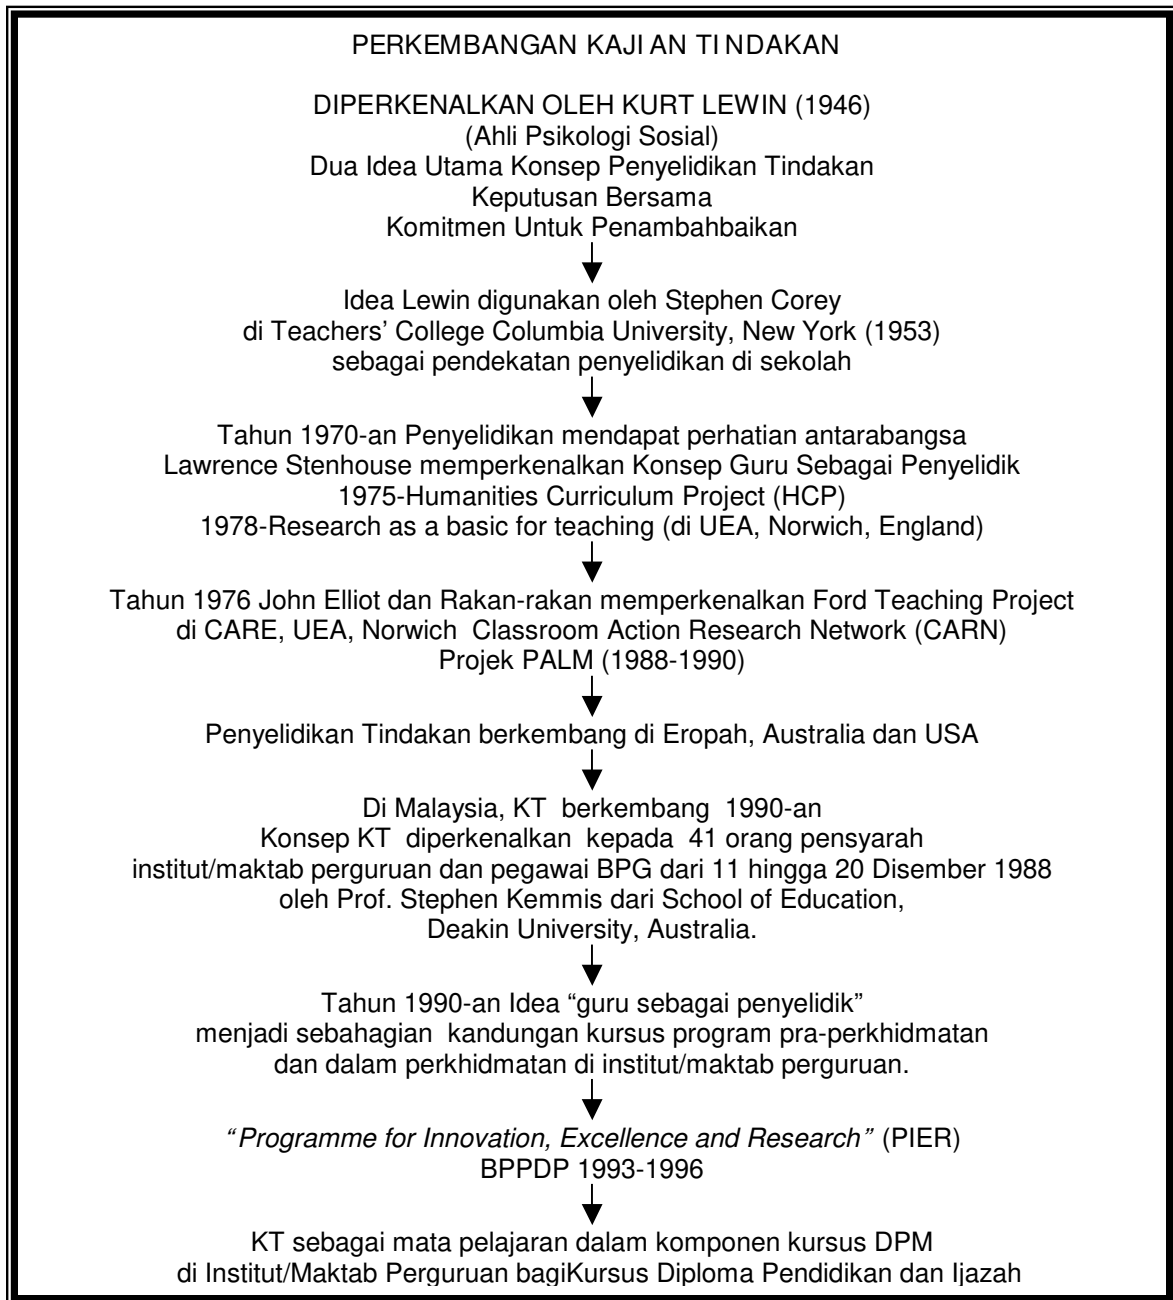 PERKEMBANGAN KAJIAN TINDAKAN
DIPERKENALKAN OLEH KURT LEWIN (1946)
(Ahli Psikologi Sosial)
Dua Idea Utama Konsep Penyelidikan Tindakan
Keputusan Bersama
Komitmen Untuk Penambahbaikan
Idea Lewin digunakan oleh Stephen Corey
di Teachers’ College Columbia University, New York (1953)
sebagai pendekatan penyelidikan di sekolah
Tahun 1970-an Penyelidikan mendapat perhatian antarabangsa
Lawrence Stenhouse memperkenalkan Konsep Guru Sebagai Penyelidik
1975-Humanities Curriculum Project (HCP)
1978-Research as a basic for teaching (di UEA, Norwich, England)
Tahun 1976 John Elliot dan Rakan-rakan memperkenalkan Ford Teaching Project
di CARE, UEA, Norwich Classroom Action Research Network (CARN)
Projek PALM (1988-1990)
Penyelidikan Tindakan berkembang di Eropah, Australia dan USA
Di Malaysia, KT berkembang 1990-an
Konsep KT diperkenalkan kepada 41 orang pensyarah
institut/maktab perguruan dan pegawai BPG dari 11 hingga 20 Disember 1988
oleh Prof. Stephen Kemmis dari School of Education,
Deakin University, Australia.
Tahun 1990-an Idea “guru sebagai penyelidik”
menjadi sebahagian kandungan kursus program pra-perkhidmatan
dan dalam perkhidmatan di institut/maktab perguruan.
“Programme for Innovation, Excellence and Research” (PIER)
BPPDP 1993-1996
KT sebagai mata pelajaran dalam komponen kursus DPM
di Institut/Maktab Perguruan bagiKursus Diploma Pendidikan dan Ijazah